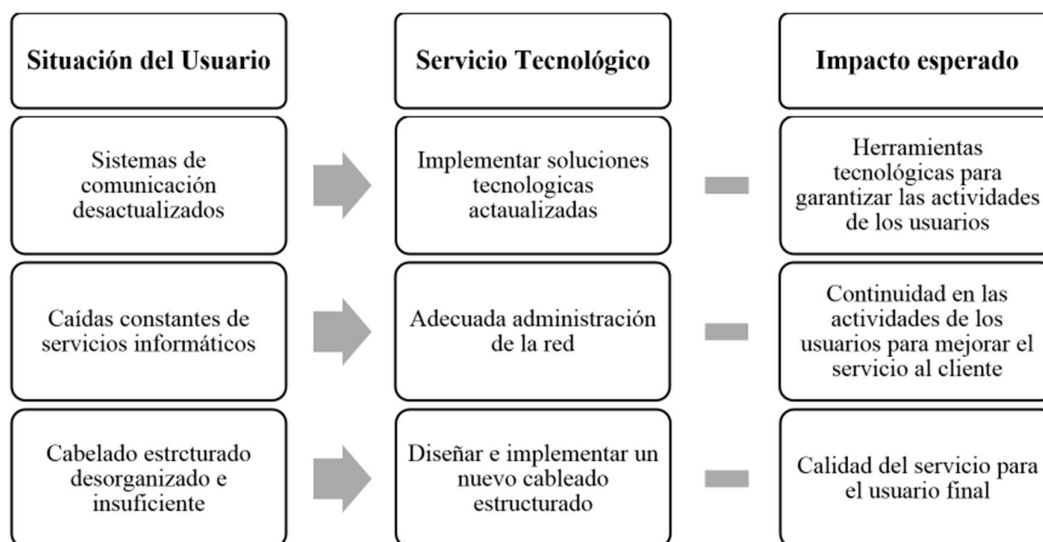 Situación del Usuario
Servicio Tecnológico
Impacto esperado
Sistemas de
comunicación
desactualizados
Implementar soluciones
tecnologicas
actaualizadas
Herramientas
tecnológicas para
garantizar las actividades
de los usuarios
Caídas constantes de
servicios informáticos
Adecuada administración
de la red
Continuidad en las
actividades de los
usuarios para mejorar el
servicio al cliente
Cabelado estrcturado
desorganizado e
insuficiente
Diseñar e implementar un
nuevo cableado
estructurado
Calidad del servicio para
el usuario final